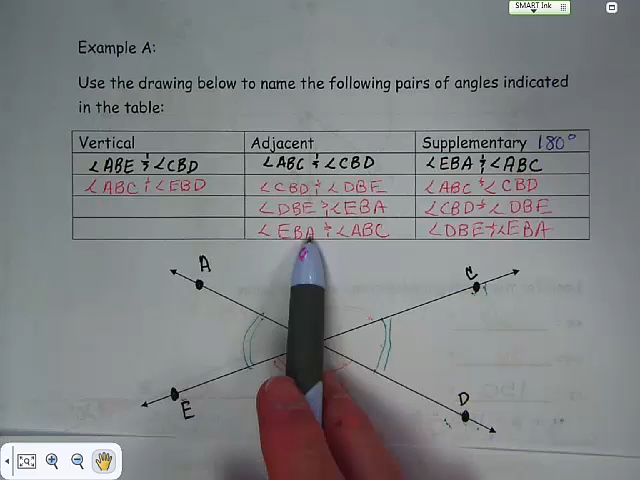 SMART Ink
Example A:
Use the drawing below to name the following pairs of angles indicated
in the table:
Vertical Adjacent Supplementary 180°
∠ABE & ∠CBD ∠ABC & ∠CBD ∠EBA & ∠ABC
∠ABC & ∠EBD ∠CBD & ∠DBE ∠ABC & ∠CBD
∠DBE & ∠EBA ∠CBD & ∠DBE
∠EBA & ∠ABC ∠DBE & ∠EBA
A
C
E
D